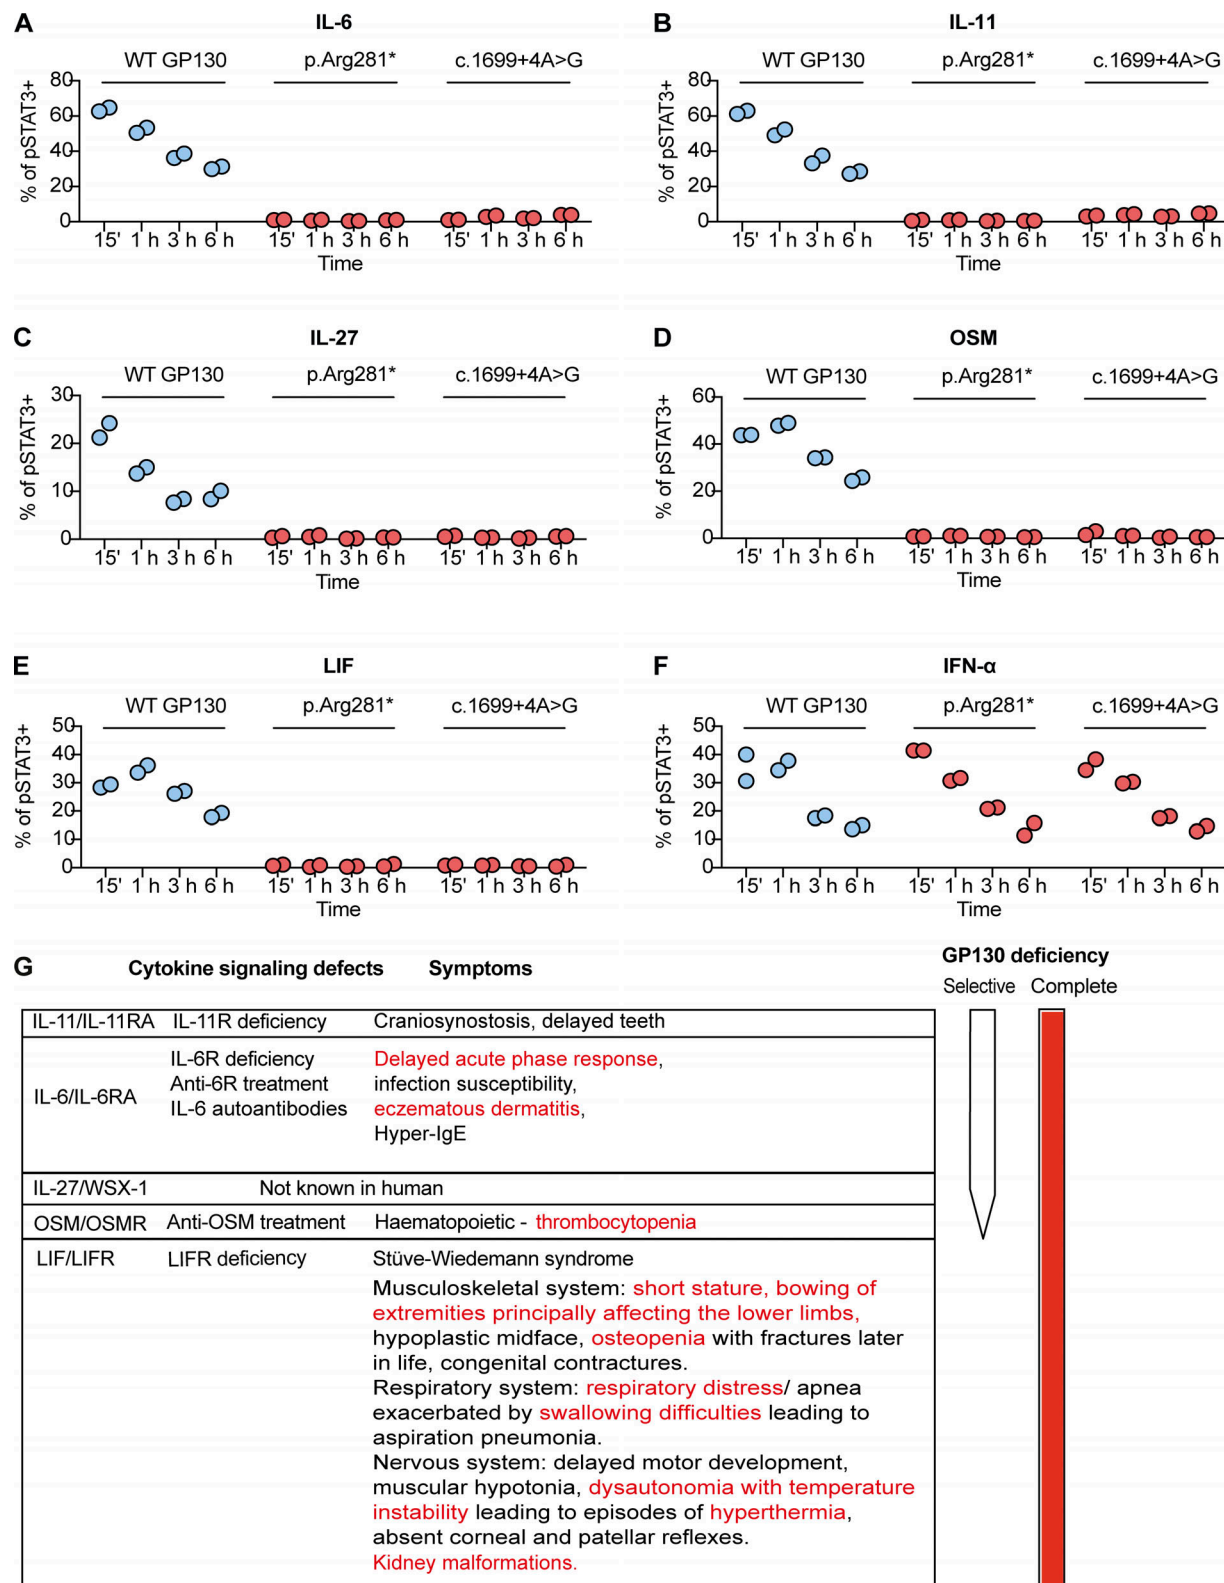 A
IL-6
WT GP130 p.Arg281* c.1699+4A>G
% of pSTAT3+
80
60
40
20
0
15' 1 h 3 h 6 h 15' 1 h 3 h 6 h 15' 1 h 3 h 6 h
Time
B
IL-11
WT GP130 p.Arg281* c.1699+4A>G
% of pSTAT3+
80
60
40
20
0
15' 1 h 3 h 6 h 15' 1 h 3 h 6 h 15' 1 h 3 h 6 h
Time
C
IL-27
WT GP130 p.Arg281* c.1699+4A>G
% of pSTAT3+
30
20
10
0
15' 1 h 3 h 6 h 15' 1 h 3 h 6 h 15' 1 h 3 h 6 h
Time
D
OSM
WT GP130 p.Arg281* c.1699+4A>G
% of pSTAT3+
60
40
20
0
15' 1 h 3 h 6 h 15' 1 h 3 h 6 h 15' 1 h 3 h 6 h
Time
E
LIF
WT GP130 p.Arg281* c.1699+4A>G
% of pSTAT3+
50
40
30
20
10
0
15' 1 h 3 h 6 h 15' 1 h 3 h 6 h 15' 1 h 3 h 6 h
Time
F
IFN-α
WT GP130 p.Arg281* c.1699+4A>G
% of pSTAT3+
50
40
30
20
10
0
15' 1 h 3 h 6 h 15' 1 h 3 h 6 h 15' 1 h 3 h 6 h
Time
G
Cytokine signaling defects Symptoms
GP130 deficiency
Selective Complete
IL-11/IL-11RA IL-11R deficiency Craniosynostosis, delayed teeth
IL-6/IL-6RA
IL-6R deficiency
Anti-6R treatment
IL-6 autoantibodies
Delayed acute phase response,
infection susceptibility,
eczematous dermatitis,
Hyper-IgE
IL-27/WSX-1 Not known in human
OSM/OSMR Anti-OSM treatment Haematopoietic - thrombocytopenia
LIF/LIFR LIFR deficiency Stüve-Wiedemann syndrome
Musculoskeletal system: short stature, bowing of
extremities principally affecting the lower limbs,
hypoplastic midface, osteopenia with fractures later
in life, congenital contractures.
Respiratory system: respiratory distress/ apnea
exacerbated by swallowing difficulties leading to
aspiration pneumonia.
Nervous system: delayed motor development,
muscular hypotonia, dysautonomia with temperature
instability leading to episodes of hyperthermia,
absent corneal and patellar reflexes.
Kidney malformations.